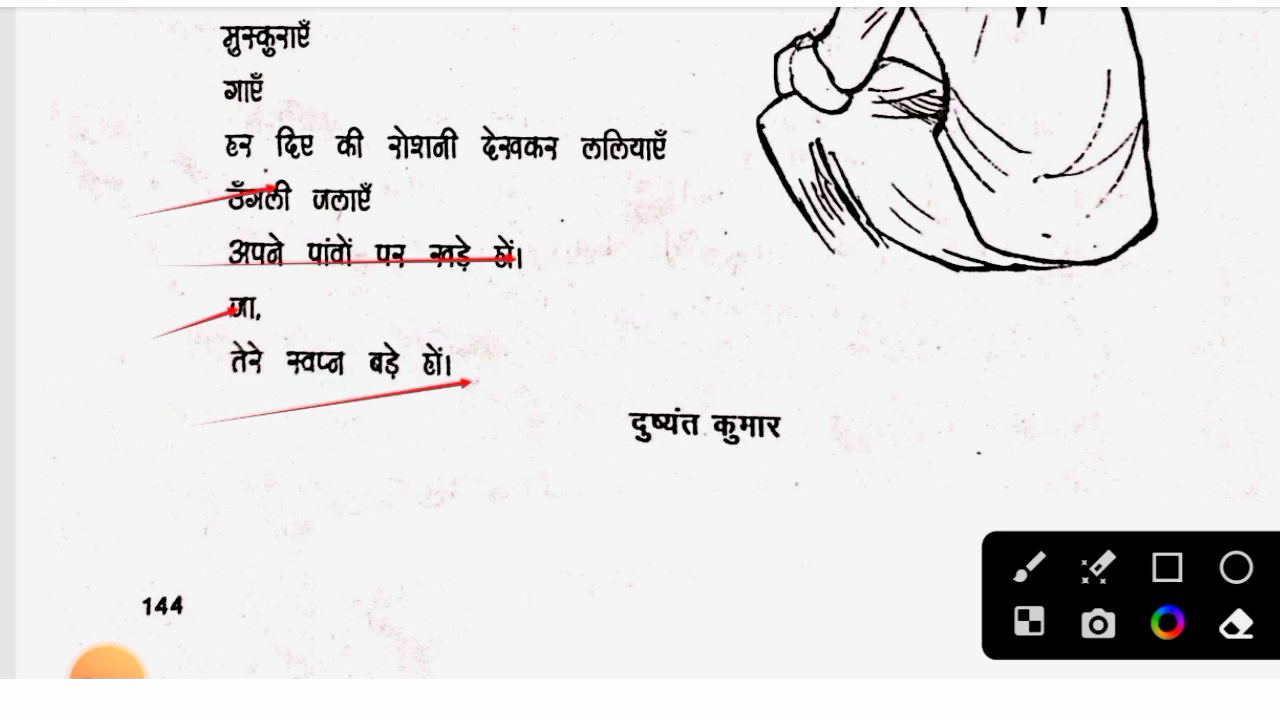 मुस्कुराएँ
गाएँ
हर दिए की रोशनी देखकर ललियाएँ
उँगली जलाएँ
अपने पांवों पर खड़े हों।
जा,
तेरे स्वप्न बड़े हों।
दुष्यंत कुमार
144